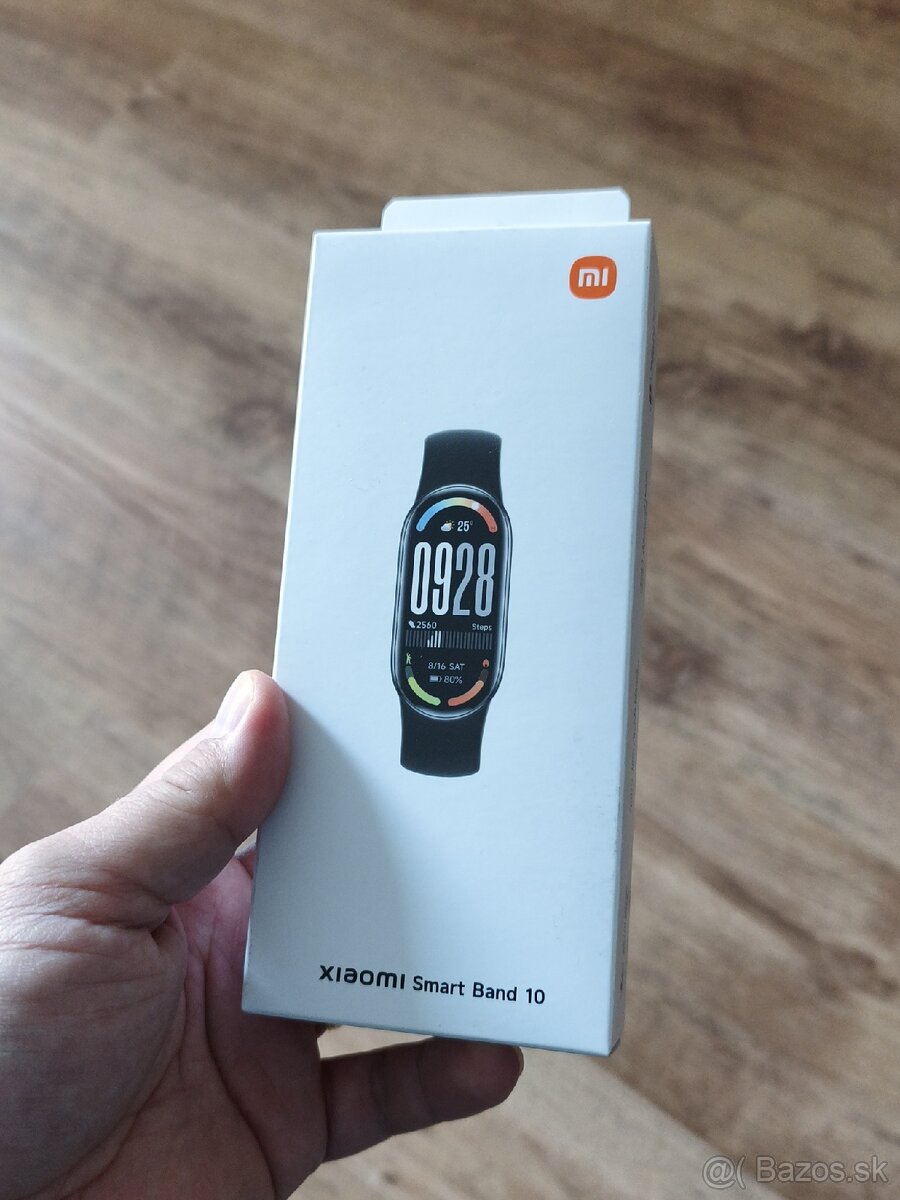 mi
25°
0928
2560 Steps
8/16 SAT
80%
xiaomi Smart Band 10
@( Bazos.sk